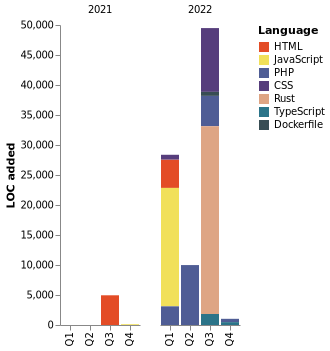 2021 2022
Language
HTML
JavaScript
PHP
CSS
Rust
TypeScript
Dockerfile
LOC added
50,000
45,000
40,000
35,000
30,000
25,000
20,000
15,000
10,000
5,000
0
Q1 Q2 Q3 Q4 Q1 Q2 Q3 Q4